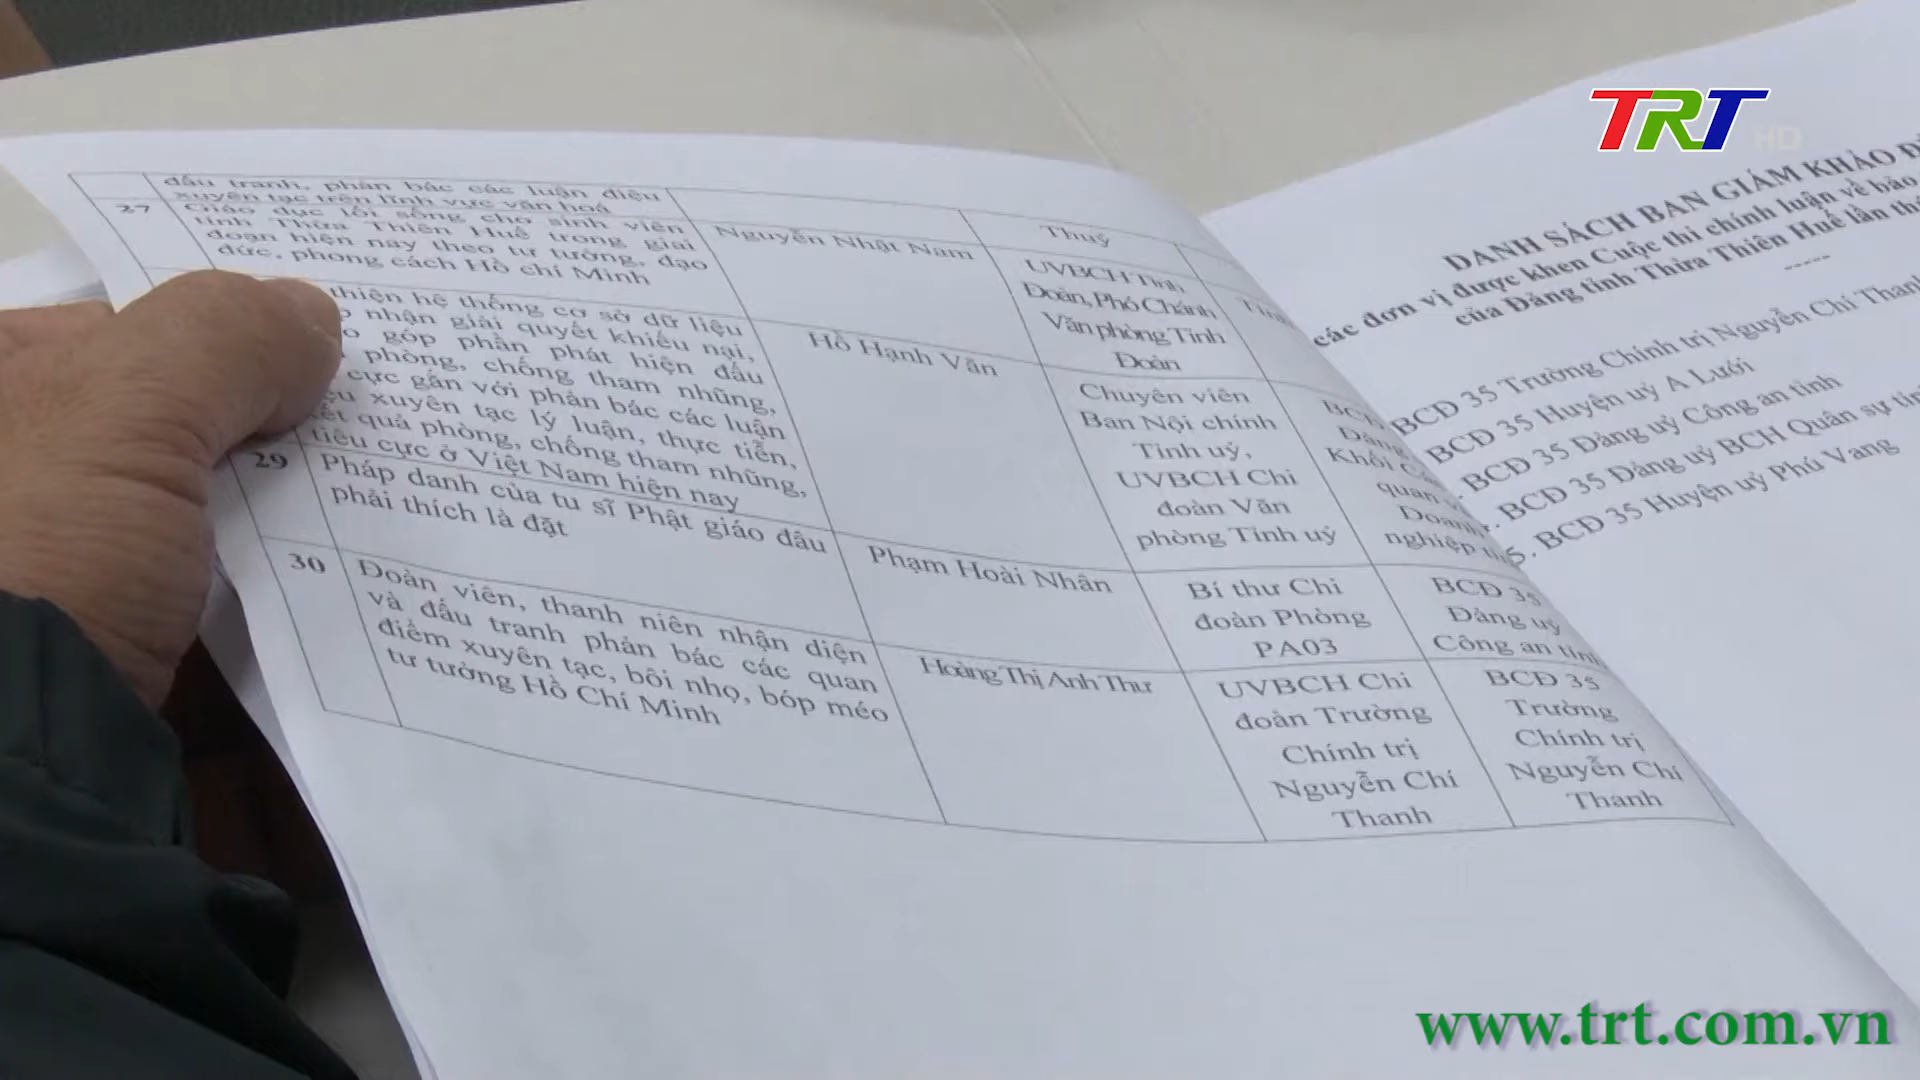 TRT HD
đấu tranh, phản bác các luận điệu
xuyên tạc trên lĩnh vực văn hoá
Thuý
27
Giáo dục lối sống cho sinh viên
tỉnh Thừa Thiên Huế trong giai
đoạn hiện nay theo tư tưởng, đạo
đức, phong cách Hồ chí Minh
Nguyễn Nhật Nam
UVBCH Tỉnh
Đoàn, Phó Chánh
Văn phòng Tỉnh
Đoàn
thiện hệ thống cơ sở dữ liệu
nhận giải quyết khiếu nại,
góp phần phát hiện đấu
phòng, chống tham nhũng,
cực gắn với phản bác các luận
xuyên tạc lý luận, thực tiễn,
quả phòng, chống tham nhũng,
tiêu cực ở Việt Nam hiện nay
Hồ Hạnh Vân
Chuyên viên
Ban Nội chính
Tỉnh uỷ,
UVBCH Chi
đoàn Văn
phòng Tỉnh uỷ
BCĐ
Đảng
Khối
quan
Doanh
nghiệp
29
Pháp danh của tu sĩ Phật giáo đâu
phải thích là đặt
Phạm Hoài Nhân
Bí thư Chi
đoàn Phòng
PA03
BCĐ 35
Đảng uỷ
Công an tỉnh
30
Đoàn viên, thanh niên nhận diện
và đấu tranh phản bác các quan
điểm xuyên tạc, bôi nhọ, bóp méo
tư tưởng Hồ Chí Minh
Hoàng Thị Anh Thư
UVBCH Chi
đoàn Trường
Chính trị
Nguyễn Chí
Thanh
BCĐ 35
Trường
Chính trị
Nguyễn Chí
Thanh
DANH SÁCH BAN GIÁM KHẢO
các đơn vị được khen Cuộc thi chính luận về bảo
của Đảng tỉnh Thừa Thiên Huế lần
-----
BCĐ 35 Trường Chính trị Nguyễn Chí Thanh
BCĐ 35 Huyện uỷ A Lưới
BCĐ 35 Đảng uỷ Công an tỉnh
BCĐ 35 Đảng uỷ BCH Quân sự
5. BCĐ 35 Huyện uỷ Phú Vang
www.trt.com.vn